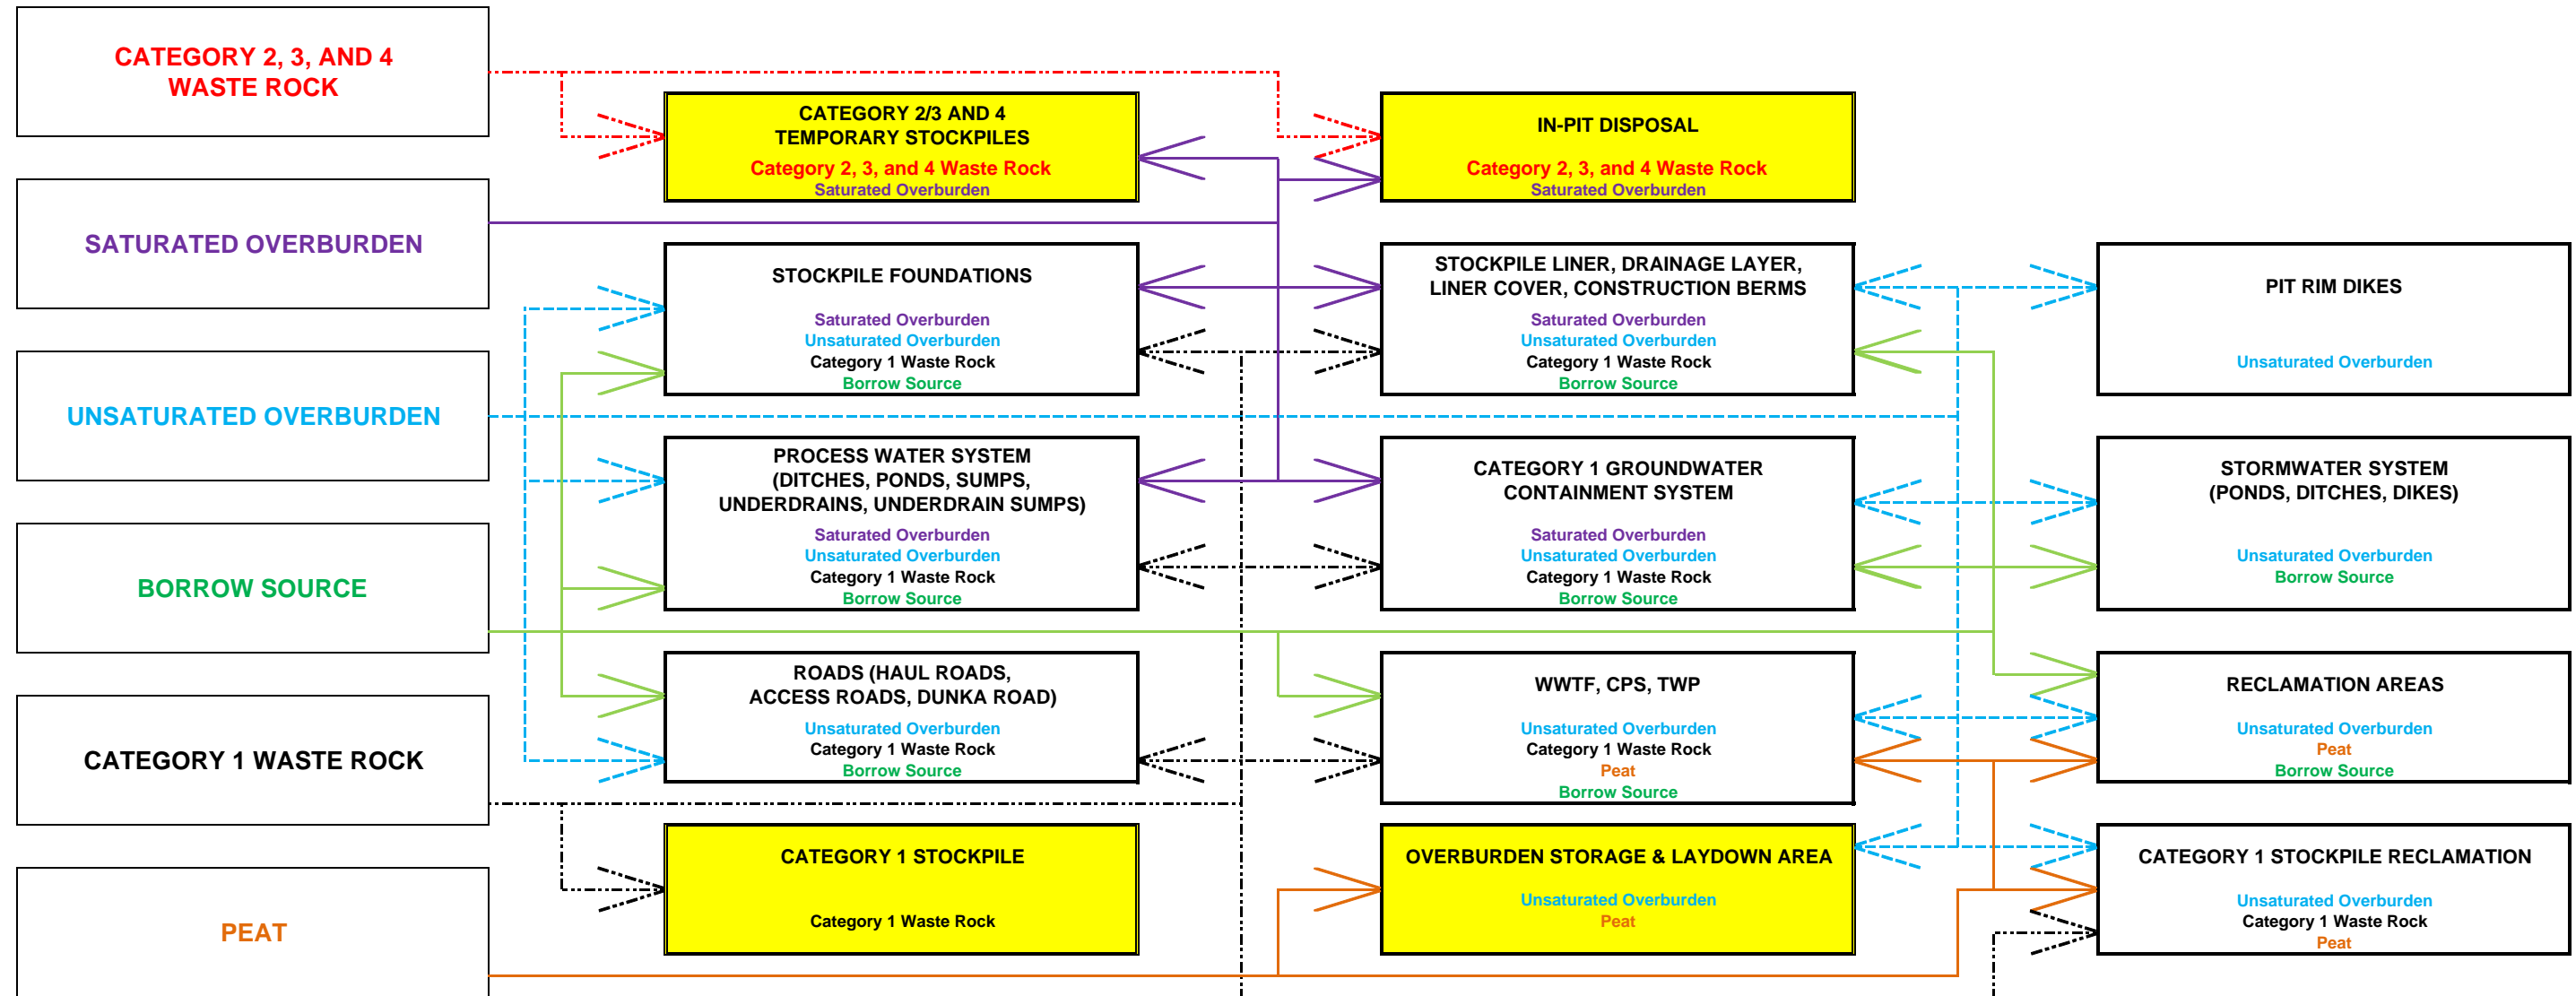 CATEGORY 2, 3, AND 4
WASTE ROCK
SATURATED OVERBURDEN
UNSATURATED OVERBURDEN
BORROW SOURCE
CATEGORY 1 WASTE ROCK
PEAT
CATEGORY 2/3 AND 4
TEMPORARY STOCKPILES
Category 2, 3, and 4 Waste Rock
Saturated Overburden
STOCKPILE FOUNDATIONS
Saturated Overburden
Unsaturated Overburden
Category 1 Waste Rock
Borrow Source
PROCESS WATER SYSTEM
(DITCHES, PONDS, SUMPS,
UNDERDRAINS, UNDERDRAIN SUMPS)
Saturated Overburden
Unsaturated Overburden
Category 1 Waste Rock
Borrow Source
ROADS (HAUL ROADS,
ACCESS ROADS, DUNKA ROAD)
Unsaturated Overburden
Category 1 Waste Rock
Borrow Source
CATEGORY 1 STOCKPILE
Category 1 Waste Rock
IN-PIT DISPOSAL
Category 2, 3, and 4 Waste Rock
Saturated Overburden
STOCKPILE LINER, DRAINAGE LAYER,
LINER COVER, CONSTRUCTION BERMS
Saturated Overburden
Unsaturated Overburden
Category 1 Waste Rock
Borrow Source
CATEGORY 1 GROUNDWATER
CONTAINMENT SYSTEM
Saturated Overburden
Unsaturated Overburden
Category 1 Waste Rock
Borrow Source
WWTF, CPS, TWP
Unsaturated Overburden
Category 1 Waste Rock
Peat
Borrow Source
OVERBURDEN STORAGE & LAYDOWN AREA
Unsaturated Overburden
Peat
PIT RIM DIKES
Unsaturated Overburden
STORMWATER SYSTEM
(PONDS, DITCHES, DIKES)
Unsaturated Overburden
Borrow Source
RECLAMATION AREAS
Unsaturated Overburden
Peat
Borrow Source
CATEGORY 1 STOCKPILE RECLAMATION
Unsaturated Overburden
Category 1 Waste Rock
Peat